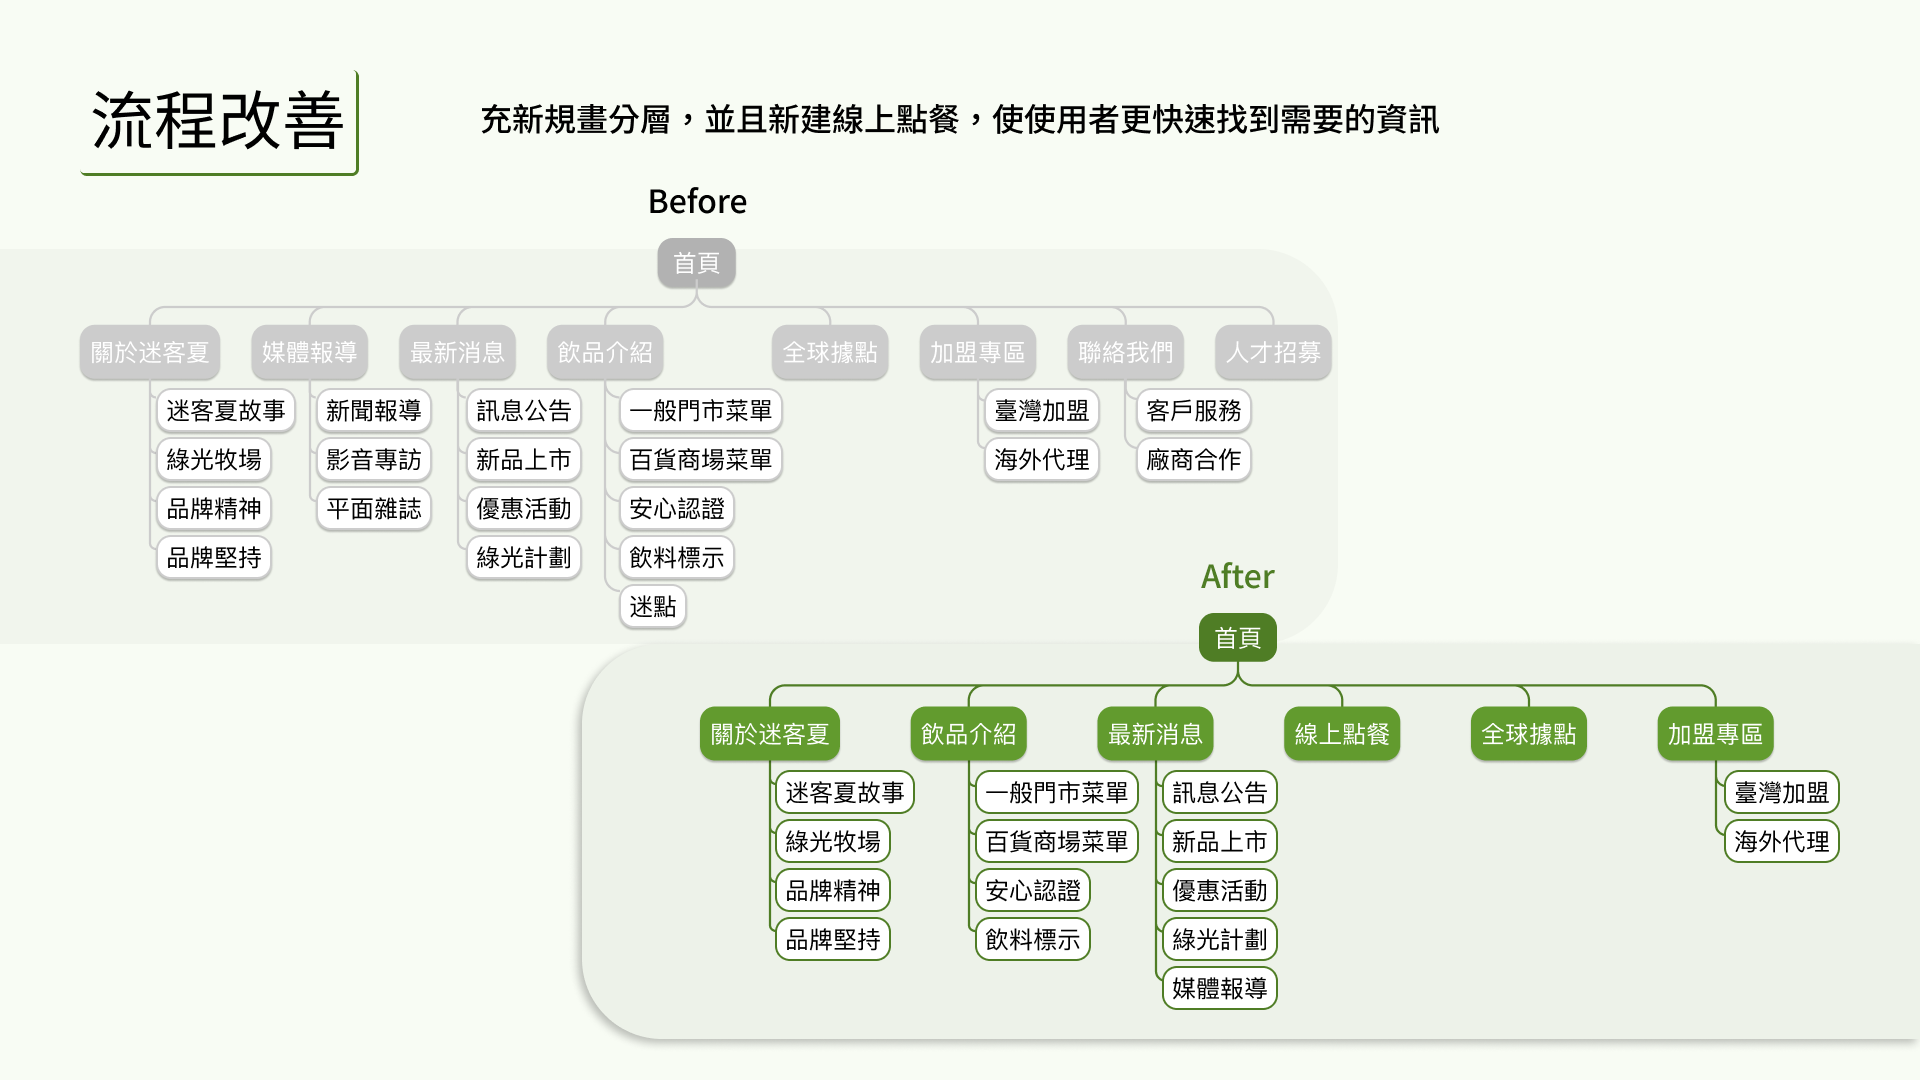 流程改善
充新規畫分層，並且新建線上點餐，使使用者更快速找到需要的資訊
Before
首頁
關於迷客夏
媒體報導
最新消息
飲品介紹
全球據點
加盟專區
聯絡我們
人才招募
迷客夏故事
綠光牧場
品牌精神
品牌堅持
新聞報導
影音專訪
平面雜誌
訊息公告
新品上市
優惠活動
綠光計劃
一般門市菜單
百貨商場菜單
安心認證
飲料標示
迷點
臺灣加盟
海外代理
客戶服務
廠商合作
After
首頁
關於迷客夏
飲品介紹
最新消息
線上點餐
全球據點
加盟專區
迷客夏故事
綠光牧場
品牌精神
品牌堅持
一般門市菜單
百貨商場菜單
安心認證
飲料標示
訊息公告
新品上市
優惠活動
綠光計劃
媒體報導
臺灣加盟
海外代理